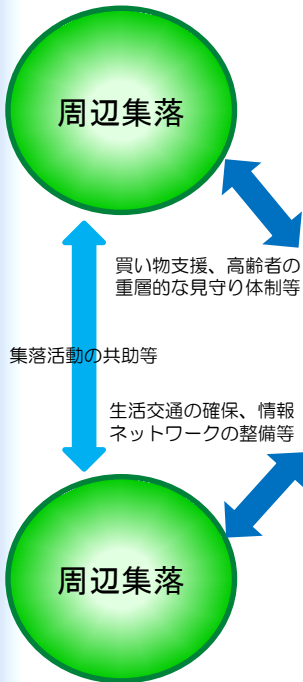 周辺集落
買い物支援、高齢者の
重層的な見守り体制等
集落活動の共助等
生活交通の確保、情報
ネットワークの整備等
周辺集落